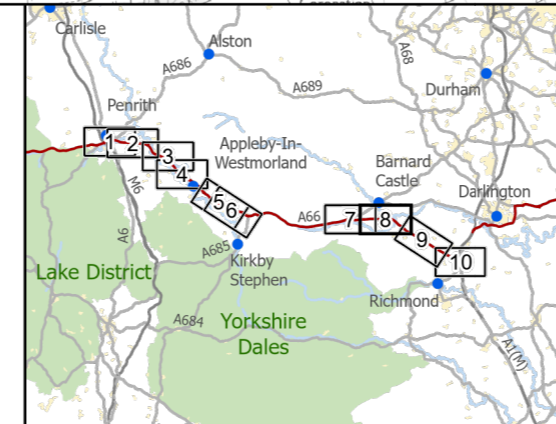 Carlisle
Alston
A686
A68
A689
Durham
Penrith
1
2
3
4
Appleby-In-
Westmorland
Barnard
Castle
Darlington
M6
5
6
A66
7
8
9
10
A6
A685
Kirkby
Stephen
Lake District
Richmond
A684
Yorkshire
Dales
A1(M)